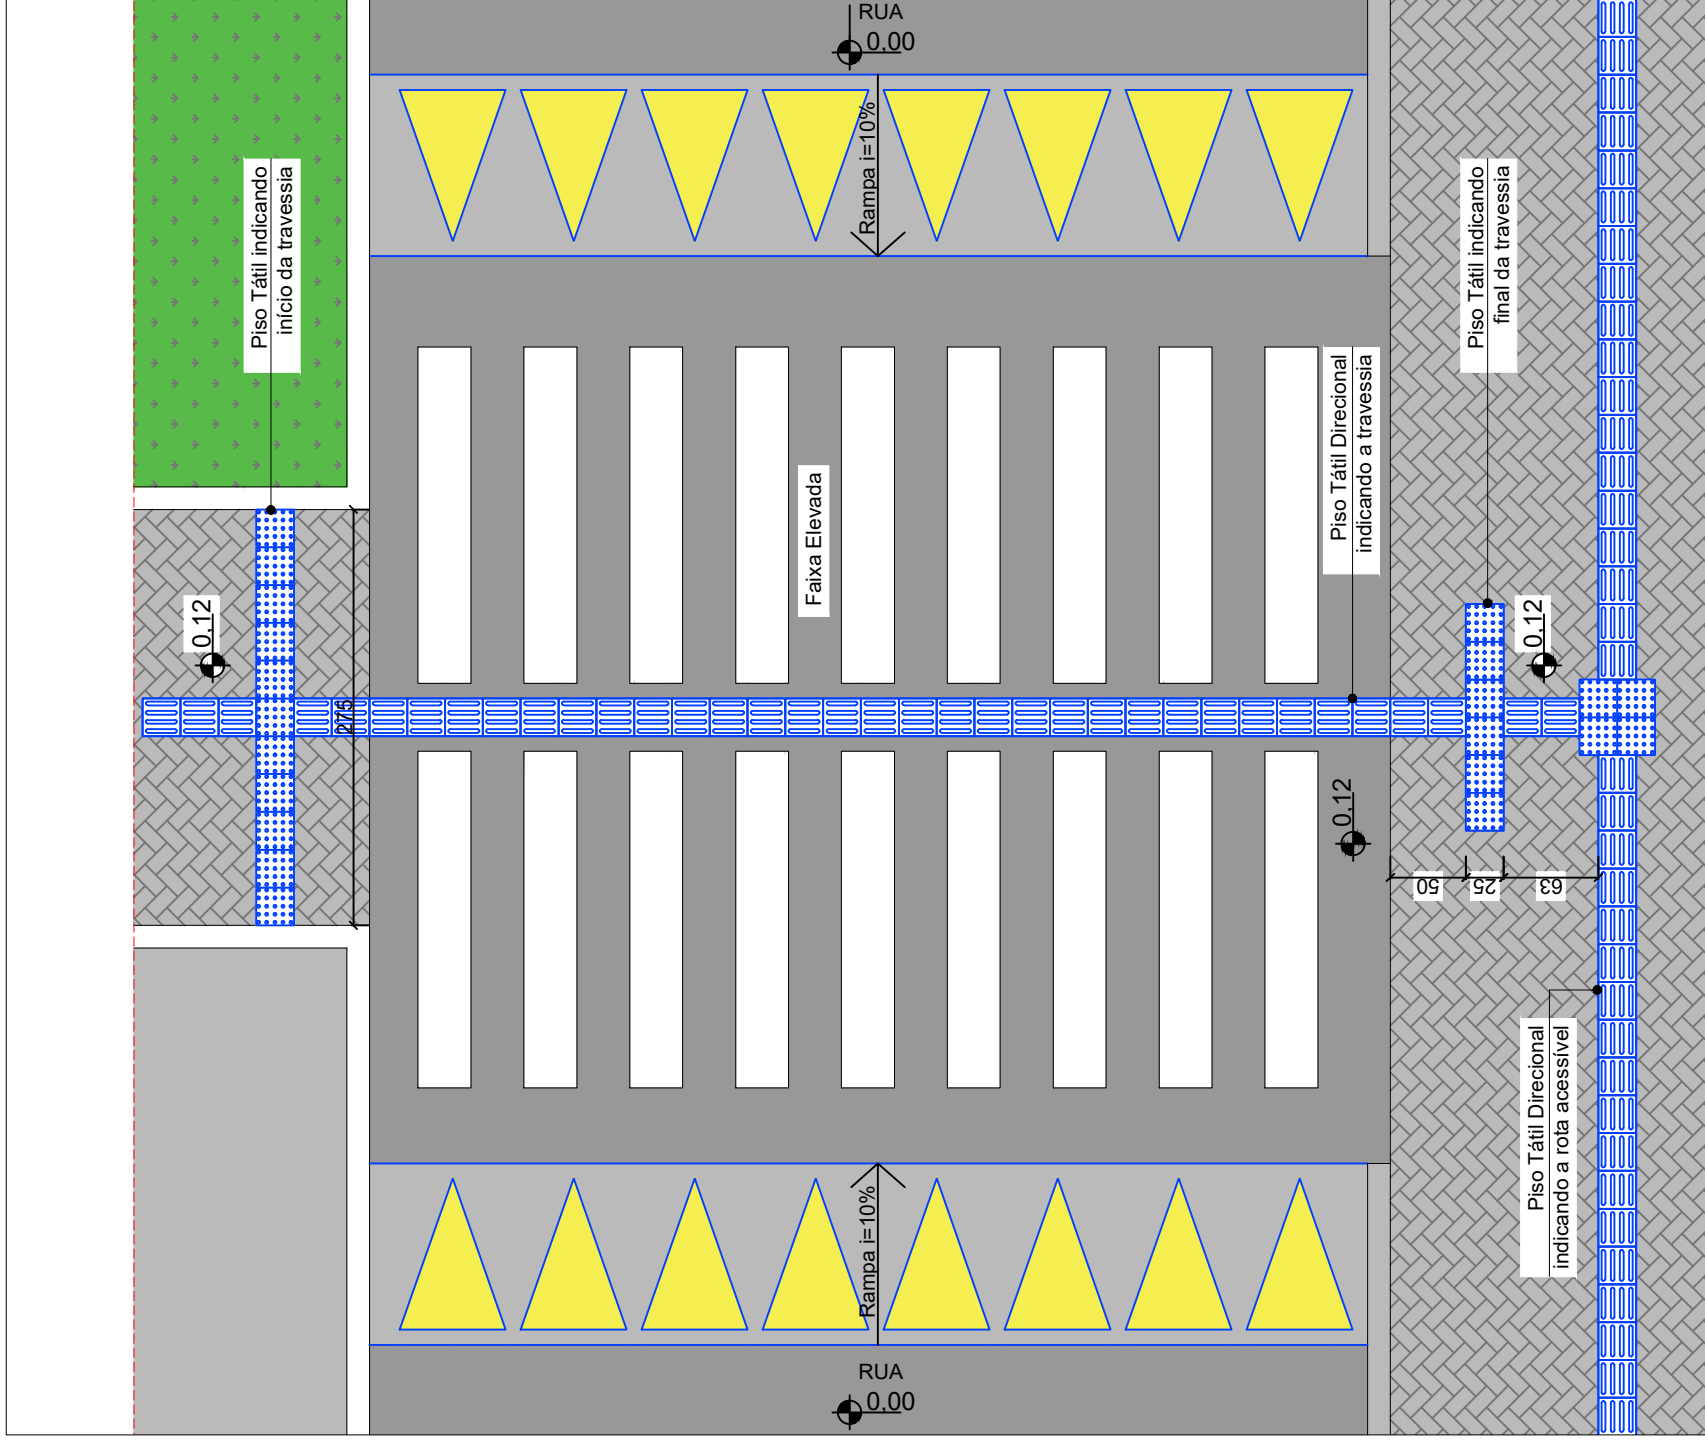 RUA
0,00
Rampa i=10%
Piso Tátil indicando
início da travessia
Piso Tátil indicando
final da travessia
Piso Tátil Direcional
indicando a travessia
Faixa Elevada
0,12
0,12
275
0,12
50
25
63
Piso Tátil Direcional
indicando a rota acessível
Rampa i=10%
RUA
0,00